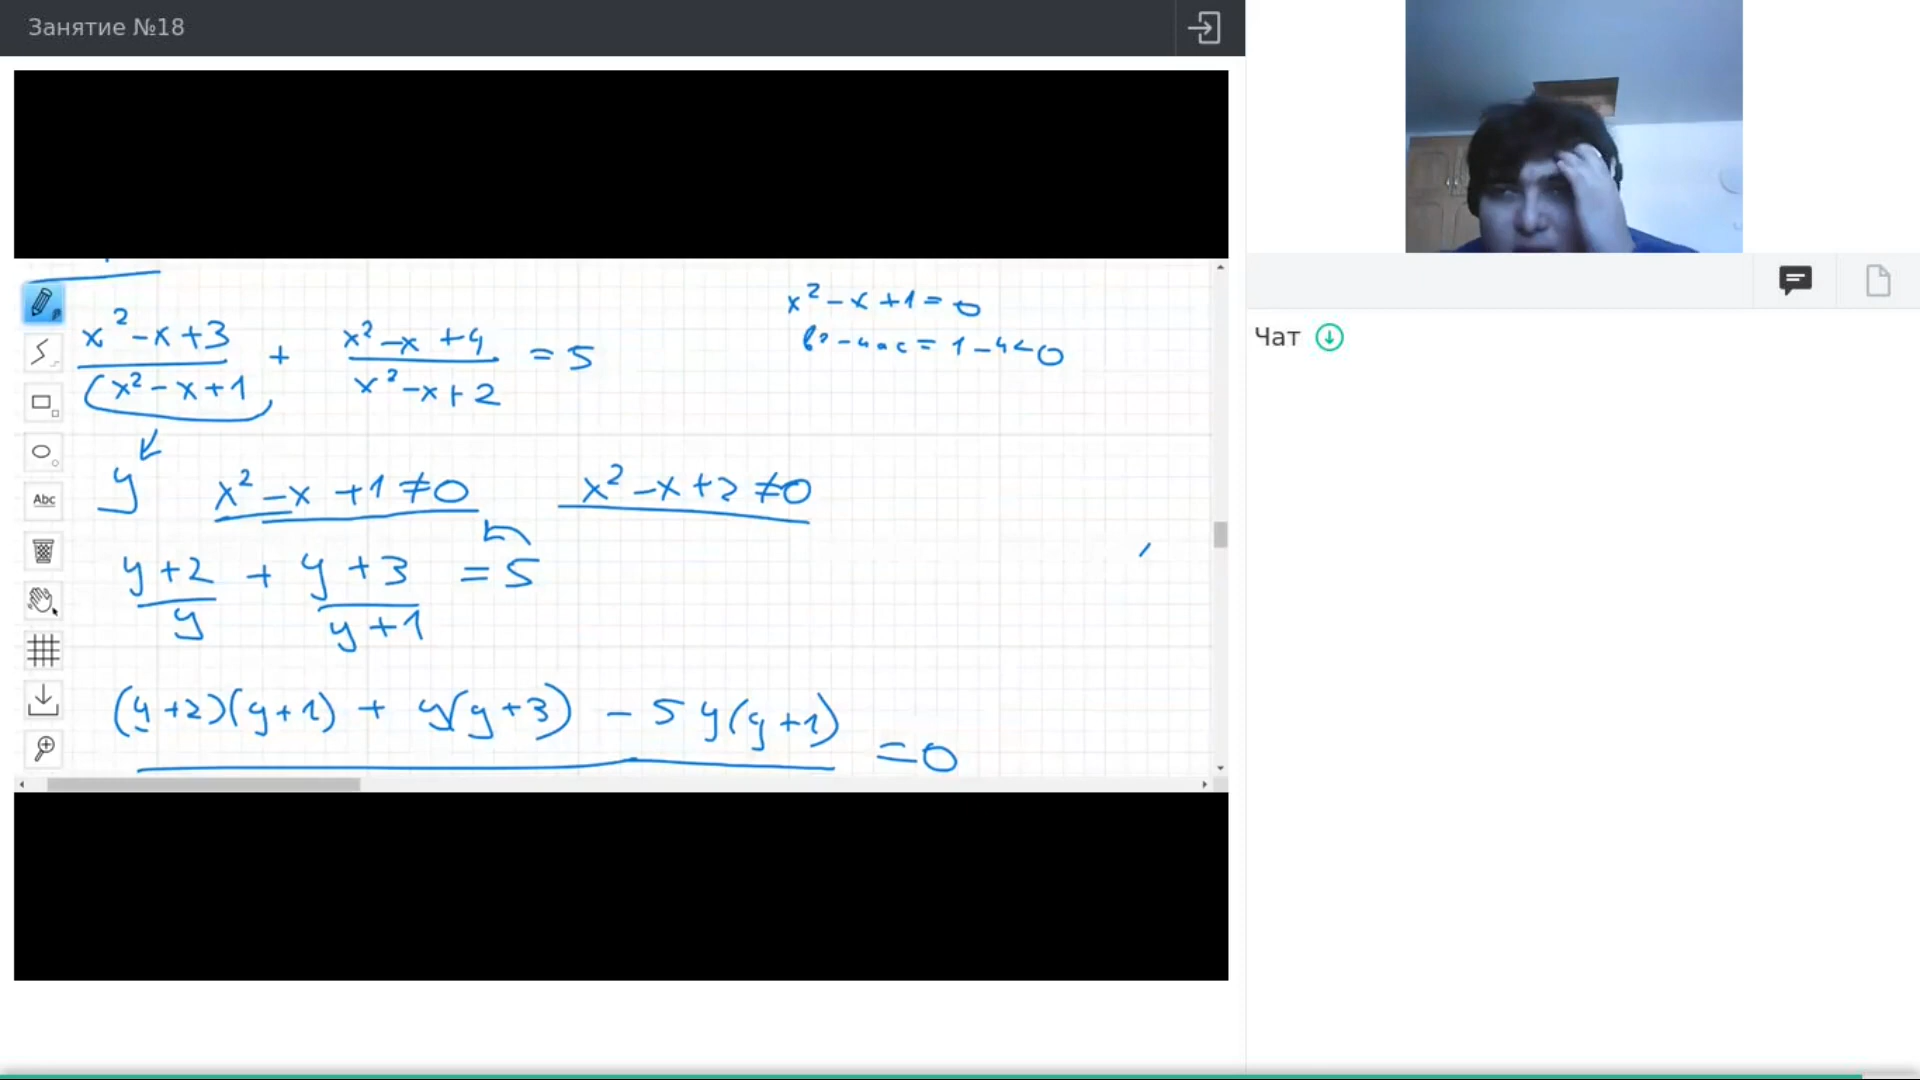 Занятие №18
x² - x + 1 = 0
b² - 4ac = 1 - 4 < 0
(x² - x + 3)/(x² - x + 1) + (x² - x + 4)/(x² - x + 2) = 5
y x² - x + 1 ≠ 0 x² - x + 2 ≠ 0
(y + 2)/y + (y + 3)/(y + 1) = 5
(y + 2)(y + 1) + y(y + 3) - 5y(y + 1) = 0
Abc
Чат